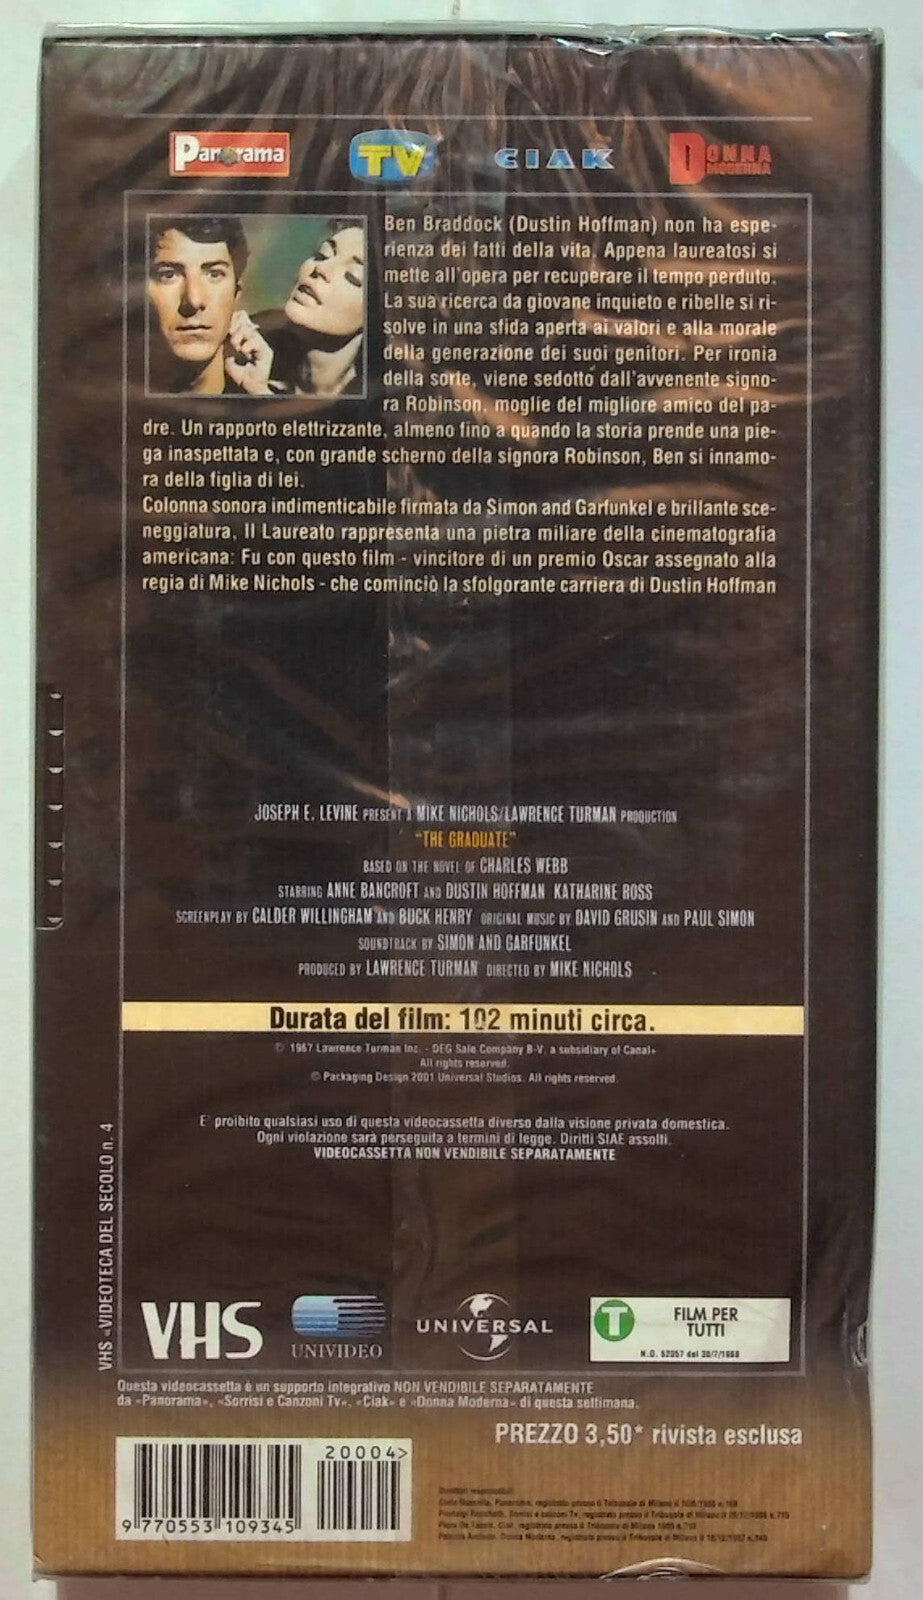 Panorama
TV
CIAK
DONNA MODERNA
Ben Braddock (Dustin Hoffman) non ha espe-
rienza dei fatti della vita. Appena laureatosi si
mette all'opera per recuperare il tempo perduto.
La sua ricerca da giovane inquieto e ribelle si ri-
solve in una sfida aperta ai valori e alla morale
della generazione dei suoi genitori. Per ironia
della sorte, viene sedotto dall'avvenente signo-
ra Robinson, moglie del migliore amico del pa-
dre. Un rapporto elettrizzante, almeno fino a quando la storia prende una pie-
ga inaspettata e, con grande scherno della signora Robinson, Ben si innamo-
ra della figlia di lei.
Colonna sonora indimenticabile firmata da Simon and Garfunkel e brillante sce-
neggiatura, Il Laureato rappresenta una pietra miliare della cinematografia
americana: Fu con questo film - vincitore di un premio Oscar assegnato alla
regia di Mike Nichols - che cominciò la sfolgorante carriera di Dustin Hoffman
JOSEPH E. LEVINE PRESENT A MIKE NICHOLS/LAWRENCE TURMAN PRODUCTION
"THE GRADUATE"
BASED ON THE NOVEL OF CHARLES WEBB
STARRING ANNE BANCROFT AND DUSTIN HOFFMAN KATHARINE ROSS
SCREENPLAY BY CALDER WILLINGHAM AND BUCK HENRY ORIGINAL MUSIC BY DAVID GRUSIN AND PAUL SIMON
SOUNDTRACK BY SIMON AND GARFUNKEL
PRODUCED BY LAWRENCE TURMAN DIRECTED BY MIKE NICHOLS
Durata del film: 102 minuti circa.
© 1967 Lawrence Turman Inc. - DEG Sale Company B-V, a subsidiary of Canal+
All rights reserved.
© Packaging Design 2001 Universal Studios. All rights reserved.
E' proibito qualsiasi uso di questa videocassetta diverso dalla visione privata domestica.
Ogni violazione sarà perseguita a termini di legge. Diritti SIAE assolti.
VIDEOCASSETTA NON VENDIBILE SEPARATAMENTE
VHS «VIDEOTECA DEL SECOLO n. 4
VHS
UNIVIDEO
UNIVERSAL
T
FILM PER
TUTTI
N.O. 52057 del 30/7/1968
Questa videocassetta è un supporto integrativo NON VENDIBILE SEPARATAMENTE
da «Panorama», «Sorrisi e Canzoni Tv», «Ciak» e «Donna Moderna» di questa settimana.
PREZZO 3,50* rivista esclusa
20004>
9 770553 109345
Direttori responsabili